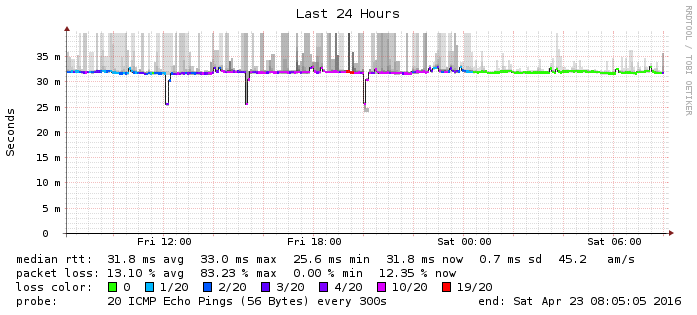 Last 24 Hours
RRDTOOL / TOBI OETIKER
Seconds
35 m
30 m
25 m
20 m
15 m
10 m
5 m
0
Fri 12:00 Fri 18:00 Sat 00:00 Sat 06:00
median rtt: 31.8 ms avg 33.0 ms max 25.6 ms min 31.8 ms now 0.7 ms sd 45.2 am/s
packet loss: 13.10 % avg 83.23 % max 0.00 % min 12.35 % now
loss color: 0 1/20 2/20 3/20 4/20 10/20 19/20
probe: 20 ICMP Echo Pings (56 Bytes) every 300s end: Sat Apr 23 08:05:05 2016